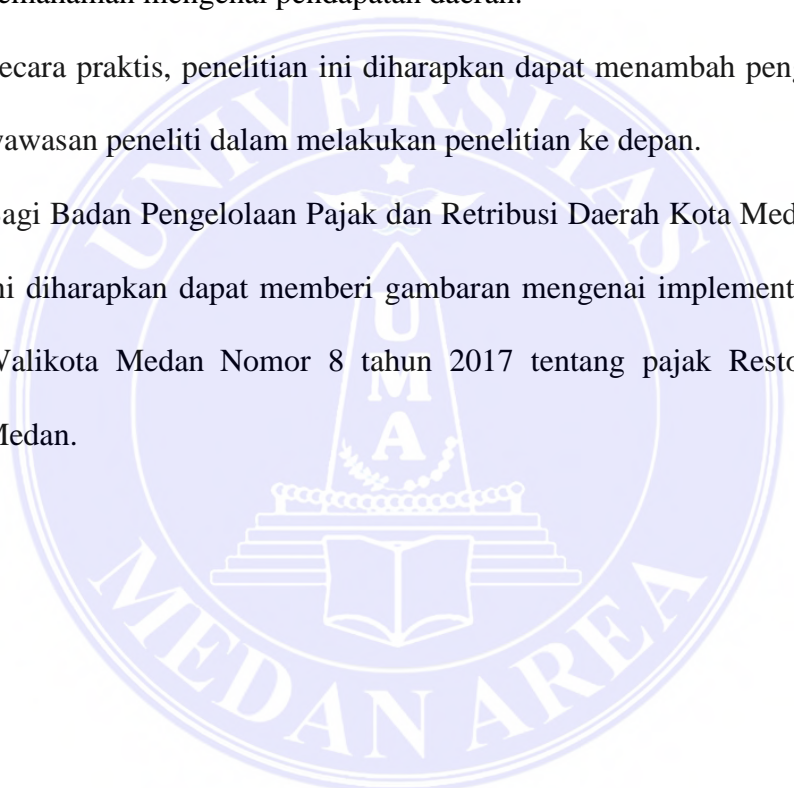 emahaman mengenai pendapatan daerah.
ecara praktis, penelitian ini diharapkan dapat menambah peng
awasan peneliti dalam melakukan penelitian ke depan.
agi Badan Pengelolaan Pajak dan Retribusi Daerah Kota Med
ni diharapkan dapat memberi gambaran mengenai implement
Walikota Medan Nomor 8 tahun 2017 tentang pajak Resto
Medan.
UNIVERSITAS
U
M
A
MEDAN AREA